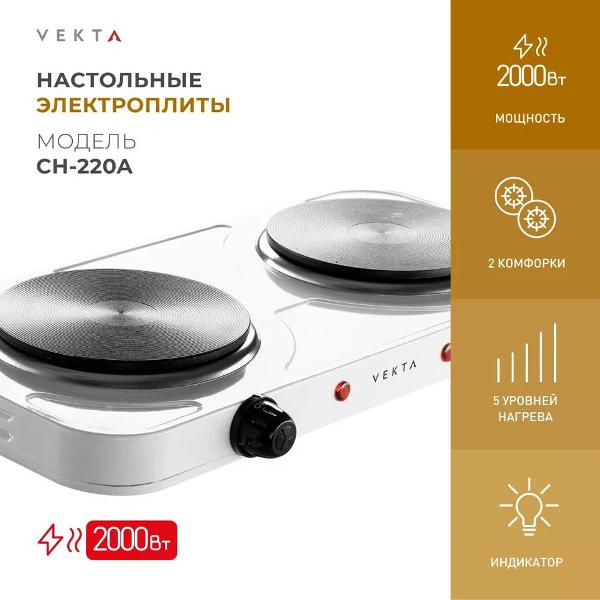 VEKTA
НАСТОЛЬНЫЕ
ЭЛЕКТРОПЛИТЫ
МОДЕЛЬ
CH-220A
2000Вт
МОЩНОСТЬ
2 КОМФОРКИ
5 УРОВНЕЙ
НАГРЕВА
ИНДИКАТОР
VEKTA
2000Вт